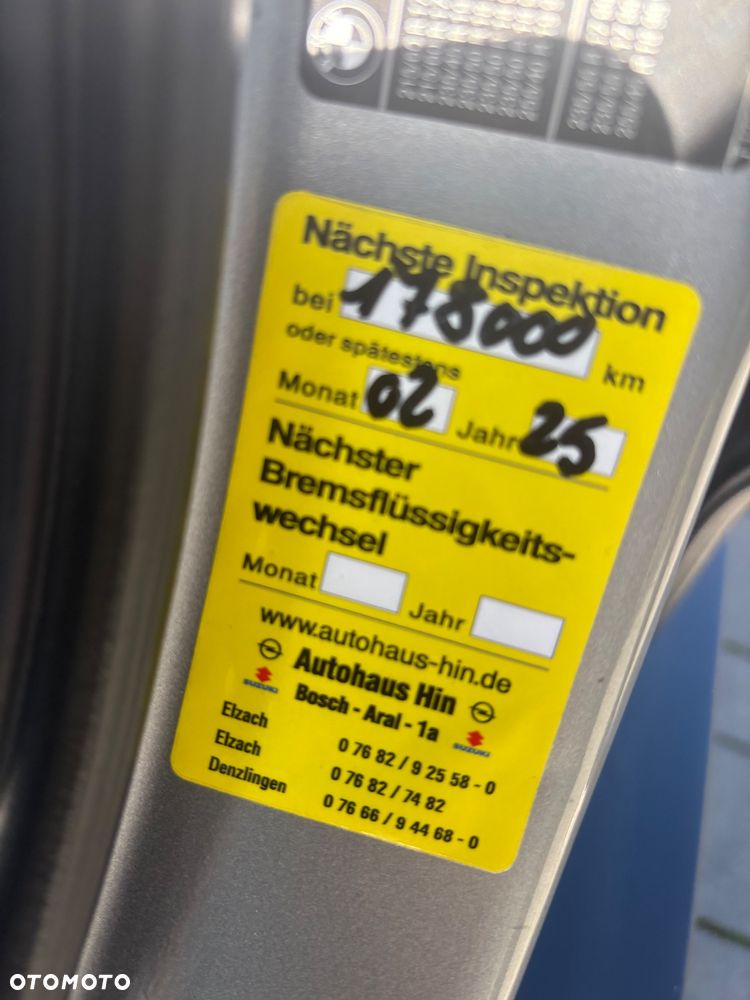 Nächste Inspektion
bei 178000 km
oder spätestens
Monat 02 Jahr 25
Nächster
Bremsflüssigkeits-
wechsel
Monat Jahr
www.autohaus-hin.de
Autohaus Hin
Bosch - Aral - 1a
SUZUKI SUZUKI
Elzach 0 76 82 / 9 25 58 - 0
Elzach 0 76 82 / 74 82
Denzlingen 0 76 66 / 9 44 68 - 0
OTOMOTO